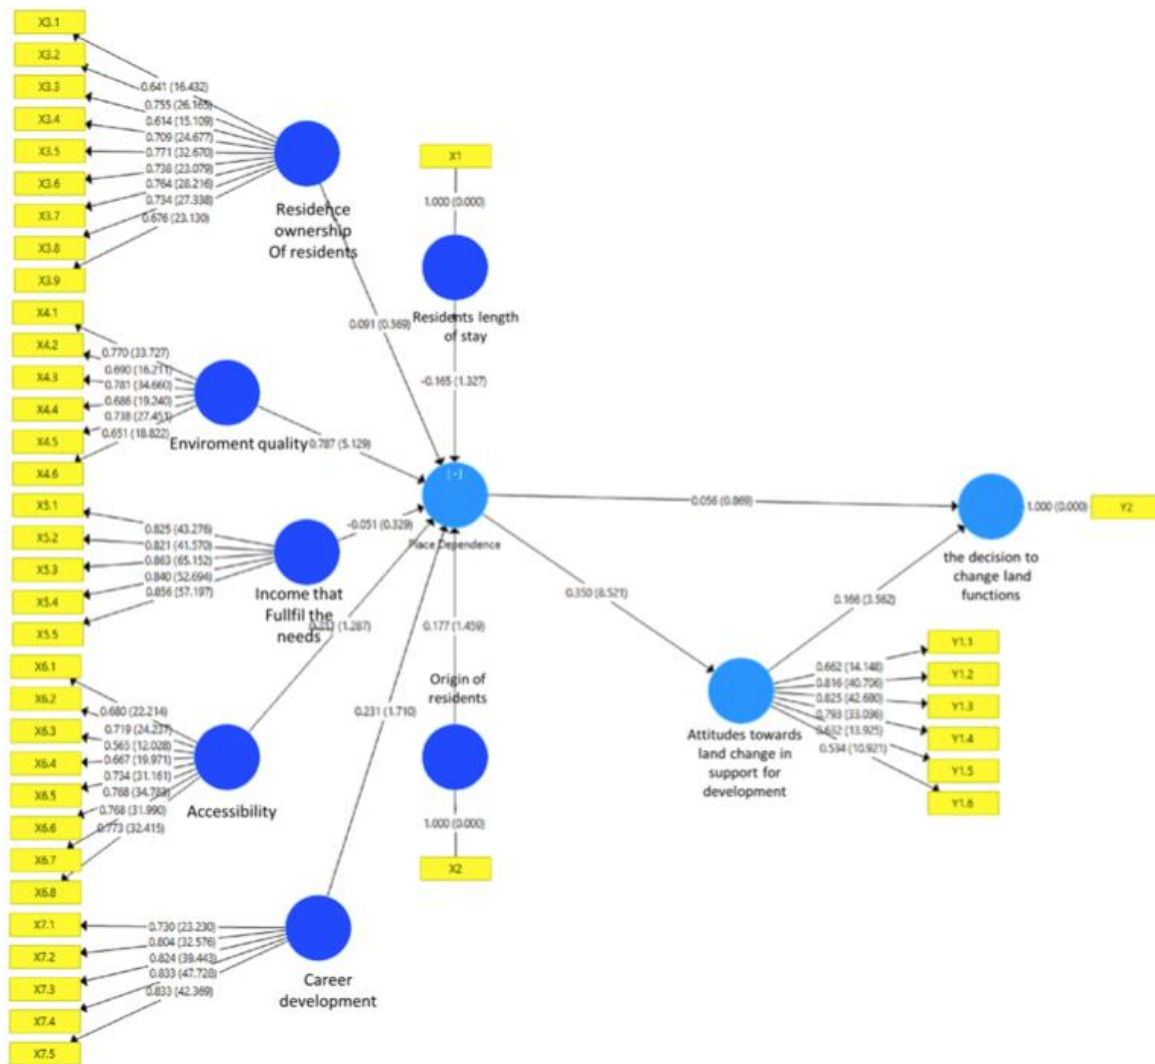 X3.1
X3.2
X3.3
X3.4
X3.5
X3.6
X3.7
X3.8
X3.9
0.641 (16.432)
0.755 (26.165)
0.614 (15.109)
0.709 (24.677)
0.771 (32.670)
0.738 (23.079)
0.764 (28.216)
0.734 (27.338)
0.676 (23.130)
Residence
ownership
Of residents
0.091 (0.569)
X1
1.000 (0.000)
Residents length
of stay
-0.165 (1.327)
X4.1
X4.2
X4.3
X4.4
X4.5
X4.6
0.770 (33.727)
0.690 (16.211)
0.781 (34.660)
0.686 (19.240)
0.738 (27.451)
0.651 (18.822)
Enviroment quality
0.787 (5.129)
[+]
Place Dependence
0.056 (0.869)
1.000 (0.000)
Y2
the decision to
change land
functions
X5.1
X5.2
X5.3
X5.4
X5.5
0.825 (43.276)
0.821 (41.570)
0.863 (65.152)
0.840 (52.694)
0.856 (57.197)
-0.051 (0.329)
Income that
Fullfil the
needs
(1.287)
0.350 (8.521)
0.166 (3.562)
0.177 (1.459)
Origin of
residents
1.000 (0.000)
X2
X6.1
X6.2
X6.3
X6.4
X6.5
X6.6
X6.7
X6.8
0.680 (22.214)
0.719 (24.237)
0.565 (12.028)
0.667 (19.971)
0.734 (31.161)
0.768 (34.783)
0.768 (31.990)
0.773 (32.415)
Accessibility
0.231 (1.710)
Attitudes towards
land change in
support for
development
0.662 (14.148)
0.816 (40.706)
0.825 (42.680)
0.793 (33.036)
0.632 (13.925)
0.534 (10.921)
Y1.1
Y1.2
Y1.3
Y1.4
Y1.5
Y1.6
X7.1
X7.2
X7.3
X7.4
X7.5
0.730 (23.230)
0.804 (32.576)
0.824 (39.443)
0.833 (47.728)
0.833 (42.369)
Career
development